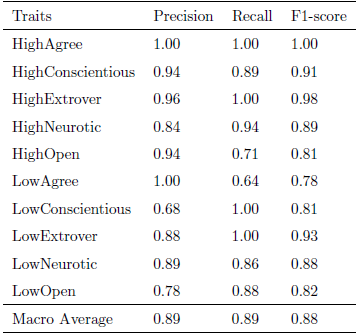 Traits Precision Recall F1-score
HighAgree 1.00 1.00 1.00
HighConscientious 0.94 0.89 0.91
HighExtrover 0.96 1.00 0.98
HighNeurotic 0.84 0.94 0.89
HighOpen 0.94 0.71 0.81
LowAgree 1.00 0.64 0.78
LowConscientious 0.68 1.00 0.81
LowExtrover 0.88 1.00 0.93
LowNeurotic 0.89 0.86 0.88
LowOpen 0.78 0.88 0.82
Macro Average 0.89 0.89 0.88